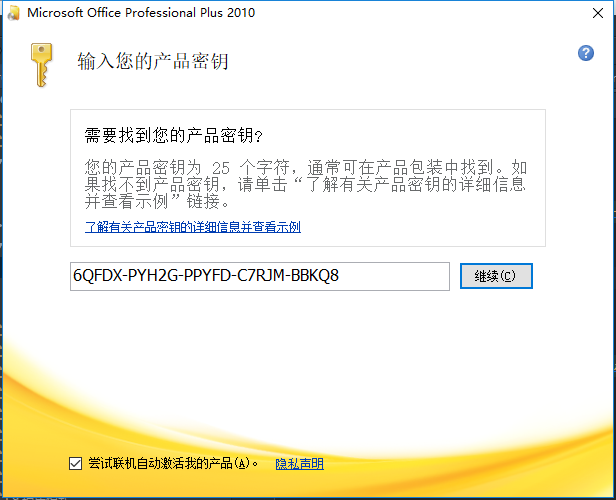 Microsoft Office Professional Plus 2010
输入您的产品密钥
需要找到您的产品密钥?
您的产品密钥为 25 个字符，通常可在产品包装中找到。如
果找不到产品密钥，请单击“了解有关产品密钥的详细信息
并查看示例”链接。
了解有关产品密钥的详细信息并查看示例
6QFDX-PYH2G-PPYFD-C7RJM-BBKQ8
继续(C)
尝试联机自动激活我的产品(A)。
隐私声明